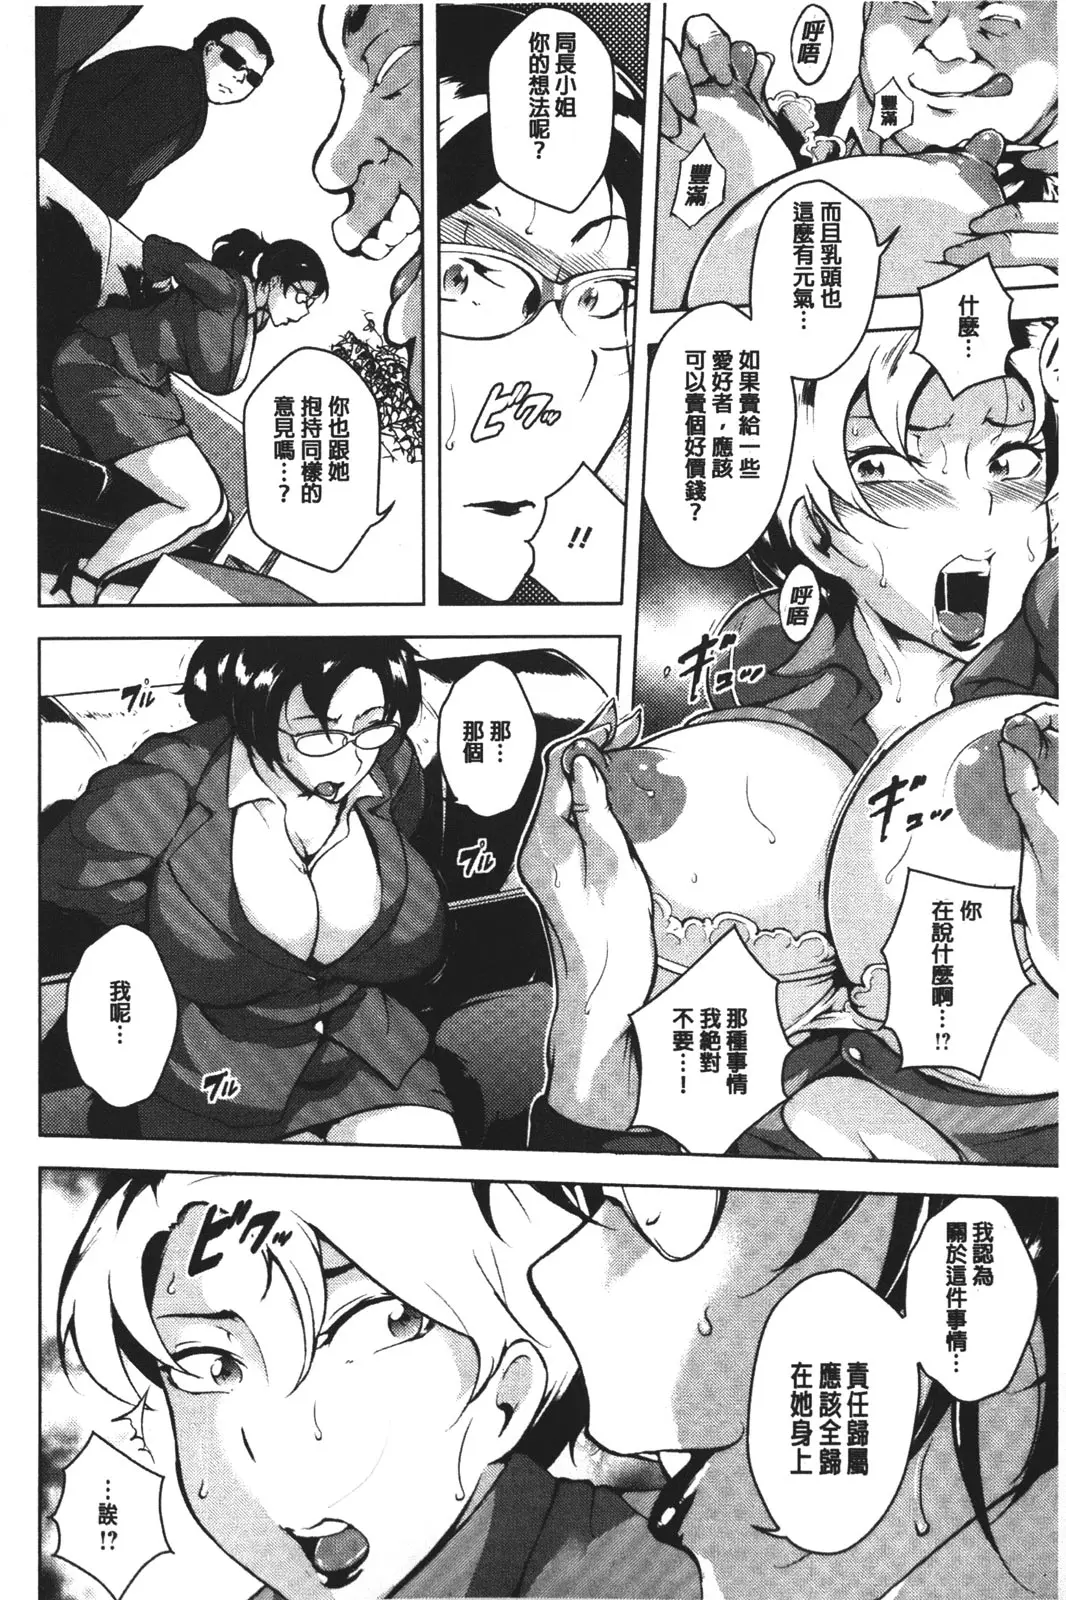 呼唔
豐滿
豐滿
而且乳頭也
這麼有元氣…
如果賣給一些
愛好者，應該
可以賣個好價錢？
什麼…
呼唔
ギュッ
ギュッ…
你
在說什麼啊…!?
那種事情
我絕對
不要…！
局長小姐
你的想法呢？
ビクッ
!!
你也跟她
抱持同樣的
意見嗎…？
プル
那…
那個
プル
我呢…
プル
我認為
關於這件事情…
責任歸屬
應該全歸
在她身上
ビクッ
…誒!?